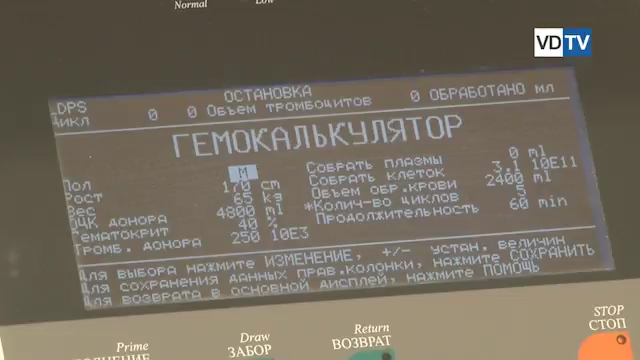 Normal
Low
VDTV
DPS ОСТАНОВКА
Цикл 0 0 Объем тромбоцитов 0 ОБРАБОТАНО мл
ГЕМОКАЛЬКУЛЯТОР
Пол М
Рост 170 cm
Вес 65 kg
ОЦК донора 4800 ml
Гематокрит 40 %
Тромб. донора 250 10E3
Собрать плазмы 0 ml
Собрать клеток 3.1 10E11
Объем обр.крови 2400 ml
*Колич-во циклов 5
Продолжительность 60 min
Для выбора нажмите ИЗМЕНЕНИЕ, +/- устан. величин
Для сохранения данных прав.колонки, нажмите СОХРАНИТЬ
Для возврата в основной дисплей, нажмите ПОМОЩЬ
Prime
Draw
ЗАБОР
Return
ВОЗВРАТ
STOP
СТОП